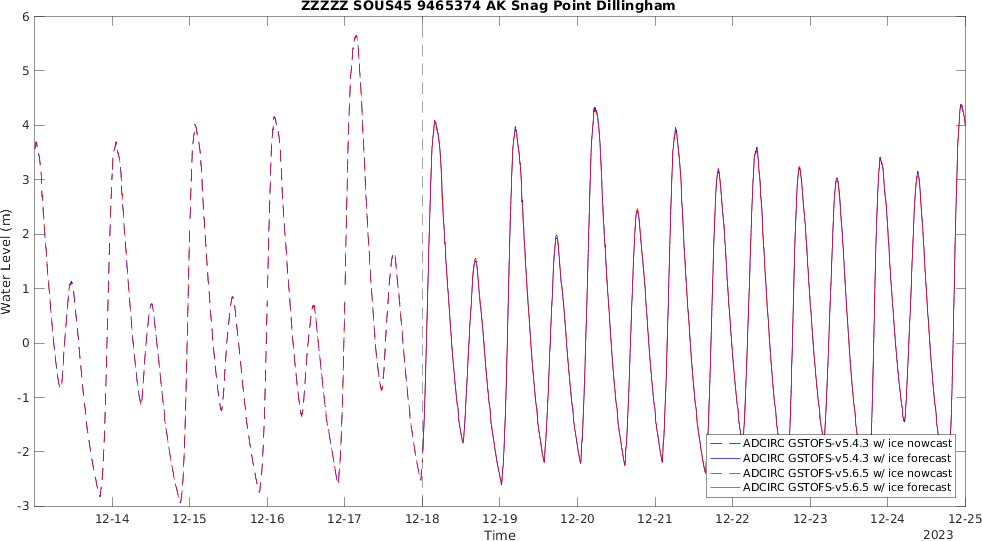 ZZZZZ SOUS45 9465374 AK Snag Point Dillingham
Water Level (m)
6
5
4
3
2
1
0
-1
-2
-3
ADCIRC GSTOFS-v5.4.3 w/ ice nowcast
ADCIRC GSTOFS-v5.4.3 w/ ice forecast
ADCIRC GSTOFS-v5.6.5 w/ ice nowcast
ADCIRC GSTOFS-v5.6.5 w/ ice forecast
12-14 12-15 12-16 12-17 12-18 12-19 12-20 12-21 12-22 12-23 12-24 12-25
Time
2023